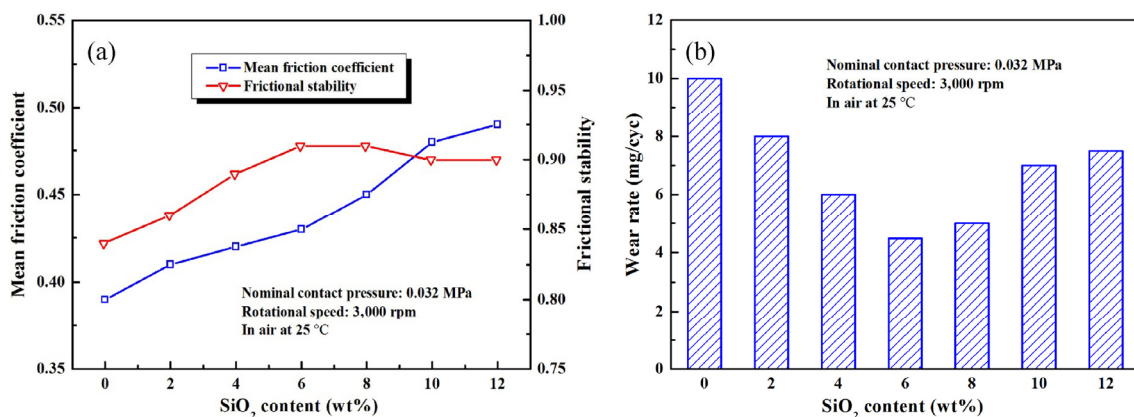 (a)
Mean friction coefficient
Frictional stability
0.55
0.50
0.45
0.40
0.35
1.00
0.95
0.90
0.85
0.80
0.75
Nominal contact pressure: 0.032 MPa
Rotational speed: 3,000 rpm
In air at 25 °C
0 2 4 6 8 10 12
SiO₂ content (wt%)
Mean friction coefficient
Frictional stability
(b)
Nominal contact pressure: 0.032 MPa
Rotational speed: 3,000 rpm
In air at 25 °C
12
10
8
6
4
2
0
Wear rate (mg/cyc)
0 2 4 6 8 10 12
SiO₂ content (wt%)